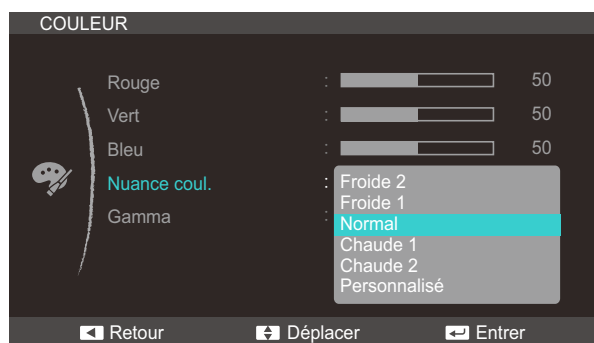 COULEUR
Rouge : 50
Vert : 50
Bleu : 50
Nuance coul. : Froide 2
Froide 1
Gamma : Normal
Chaude 1
Chaude 2
Personnalisé
Retour Déplacer Entrer